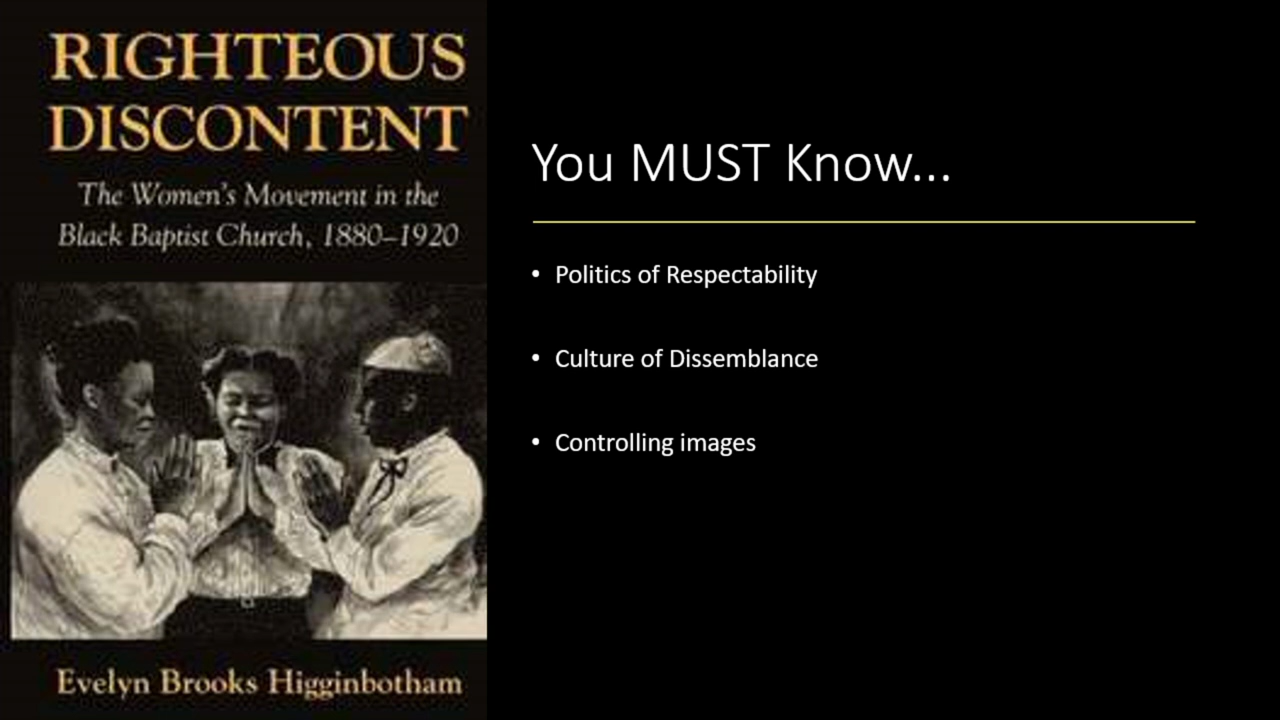 RIGHTEOUS
DISCONTENT
The Women's Movement in the
Black Baptist Church, 1880–1920
Evelyn Brooks Higginbotham
You MUST Know...
• Politics of Respectability
• Culture of Dissemblance
• Controlling images